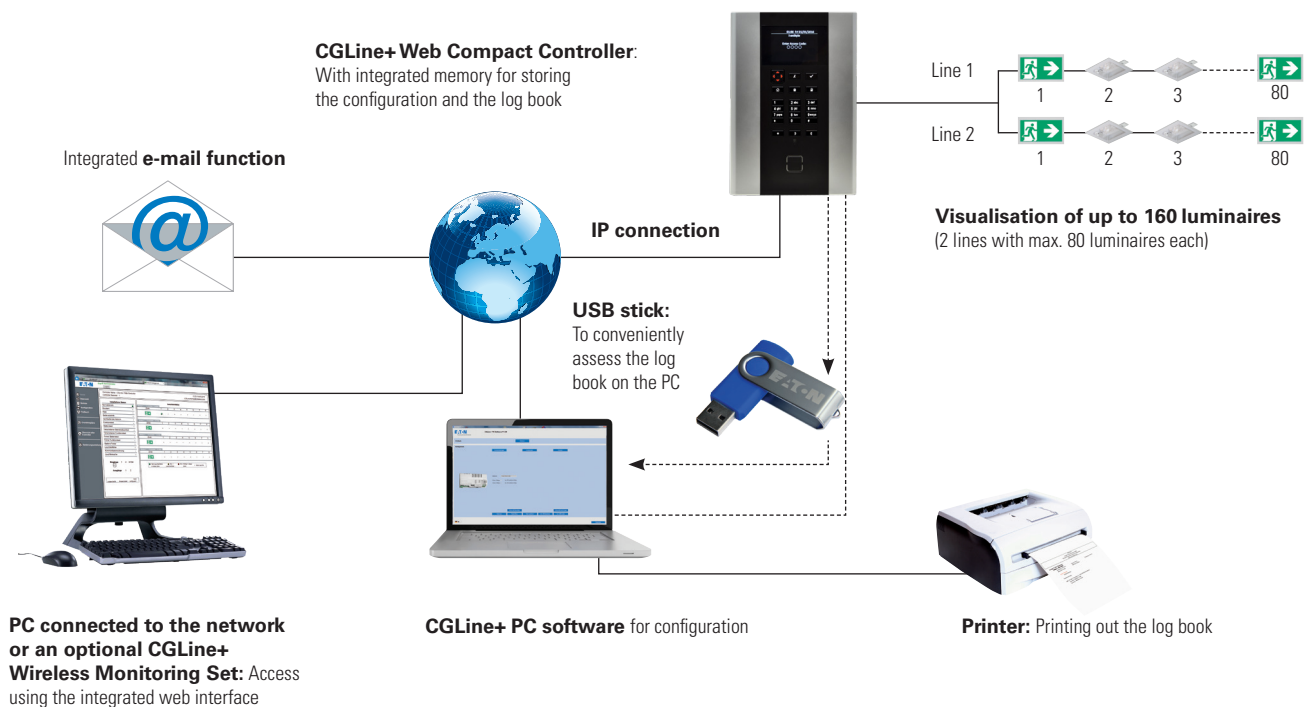 CGLine+ Web Compact Controller:
With integrated memory for storing
the configuration and the log book
Line 1
1
2
3
80
Line 2
1
2
3
80
Integrated e-mail function
@
IP connection
Visualisation of up to 160 luminaires
(2 lines with max. 80 luminaires each)
USB stick:
To conveniently
assess the log
book on the PC
EATON
PC connected to the network
or an optional CGLine+
Wireless Monitoring Set: Access
using the integrated web interface
CGLine+ PC software for configuration
Printer: Printing out the log book